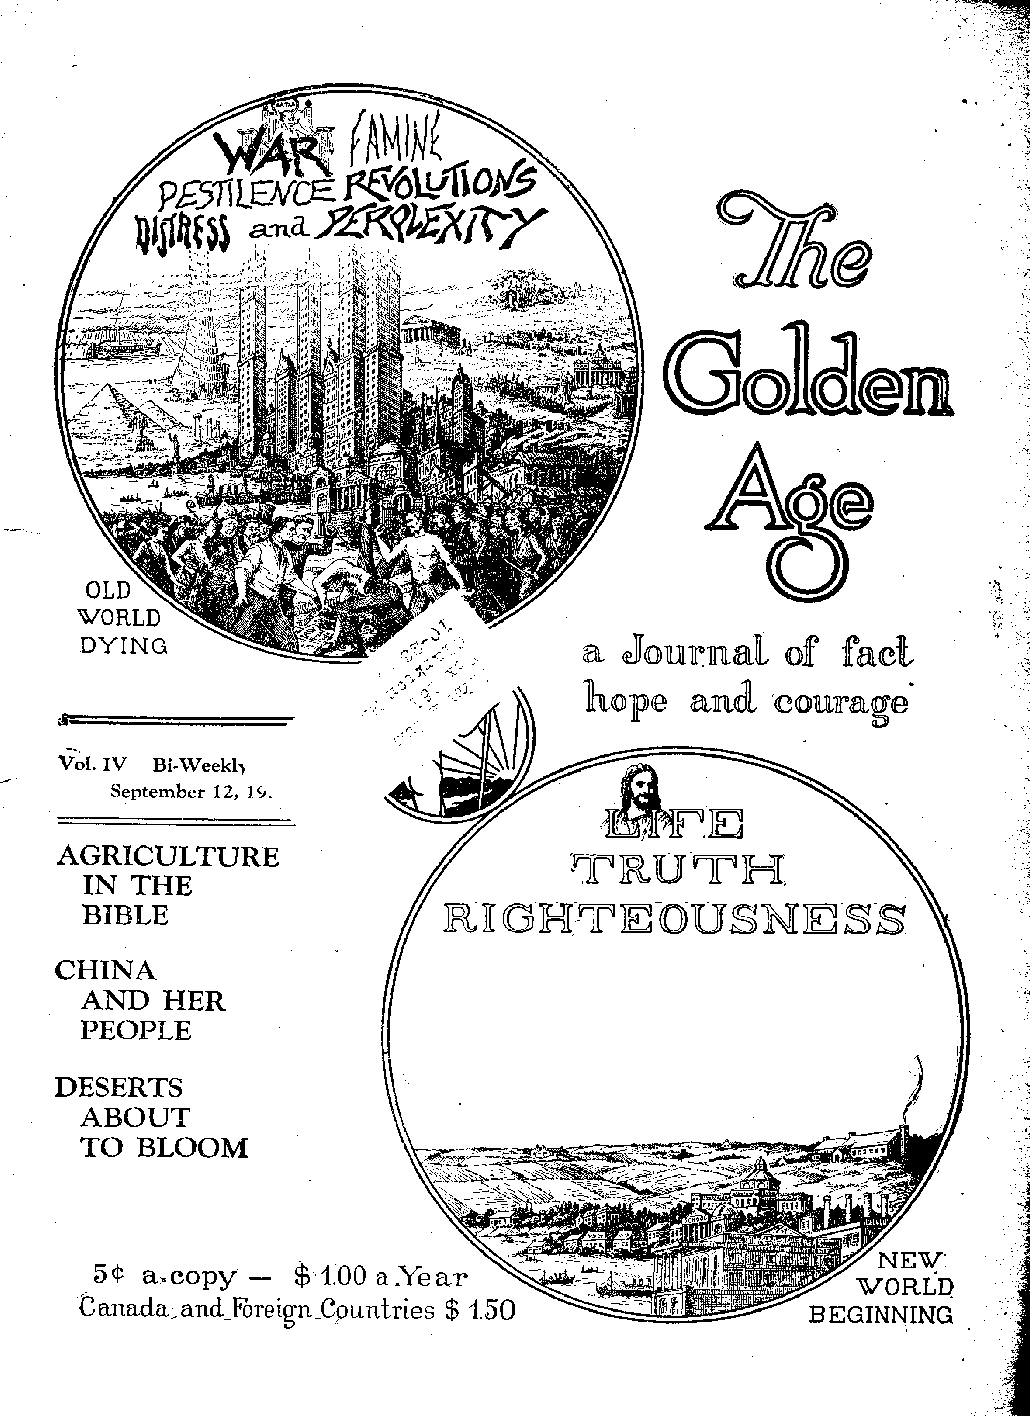 WAR FAMINE
PESTILENCE REVOLUTIONS
DISTRESS and PERPLEXITY
The
Golden
Age
a Journal of fact
hope and courage
OLD
WORLD
DYING
Vol. IV Bi-Weekly
September 12, 19.
AGRICULTURE
IN THE
BIBLE
CHINA
AND HER
PEOPLE
DESERTS
ABOUT
TO BLOOM
LIFE
TRUTH
RIGHTEOUSNESS
5¢ a copy — $1.00 a Year
Canada and Foreign Countries $1.50
NEW
WORLD
BEGINNING